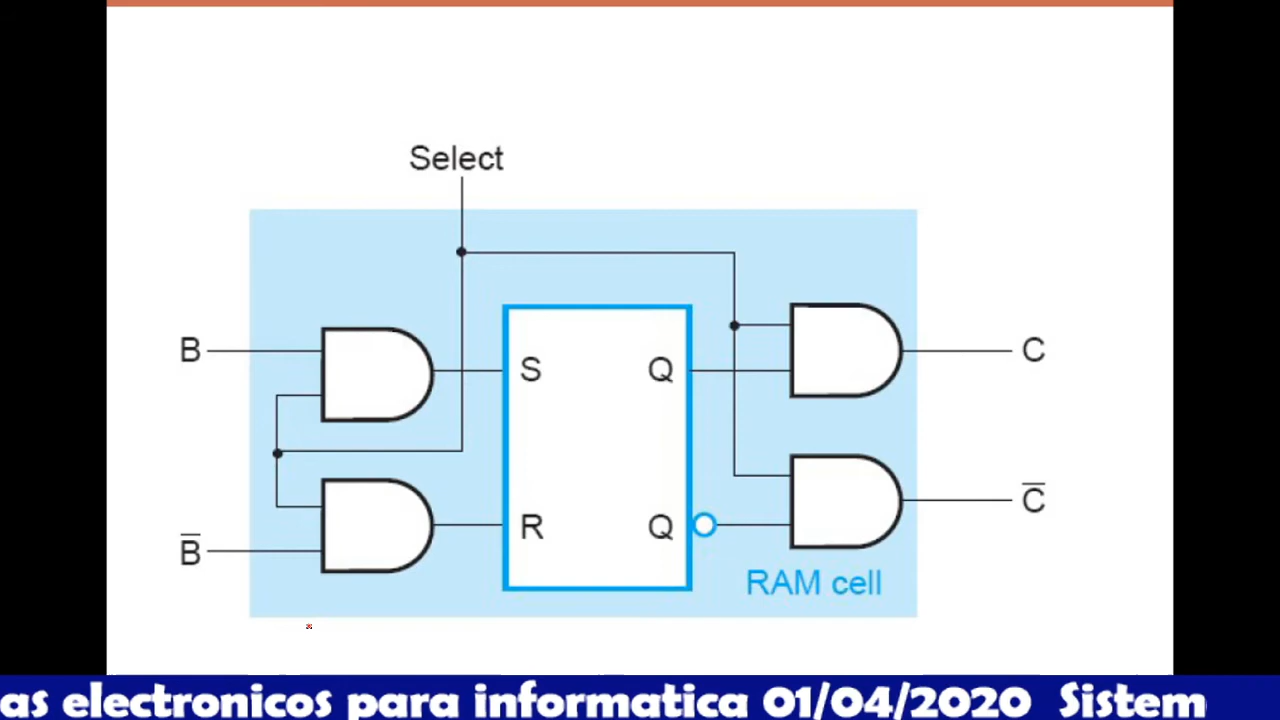 Select
B
S
Q
C
B̅
R
Q
C̅
RAM cell
as electronicos para informatica 01/04/2020 Sistem